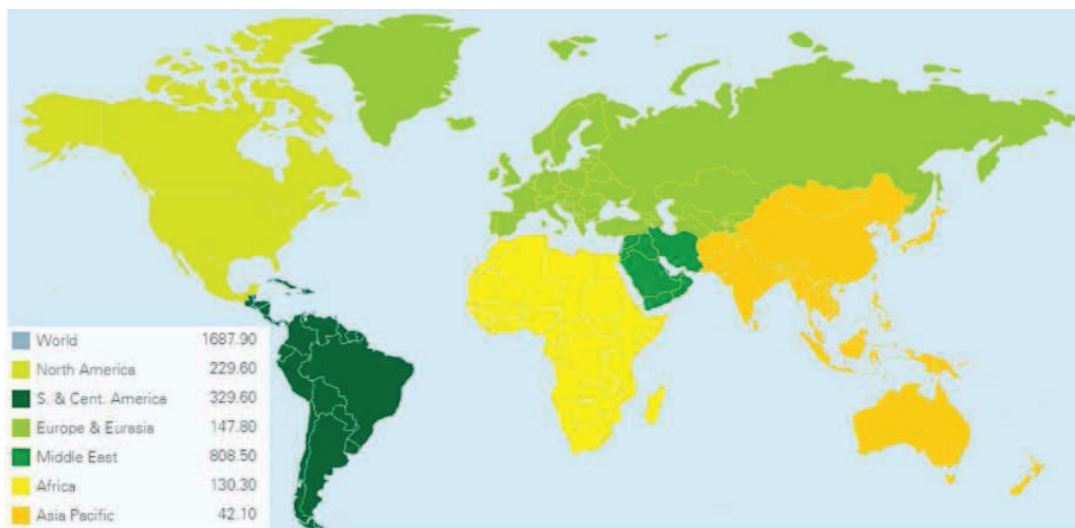 World 1687.90
North America 229.60
S. & Cent. America 329.60
Europe & Eurasia 147.80
Middle East 808.50
Africa 130.30
Asia Pacific 42.10